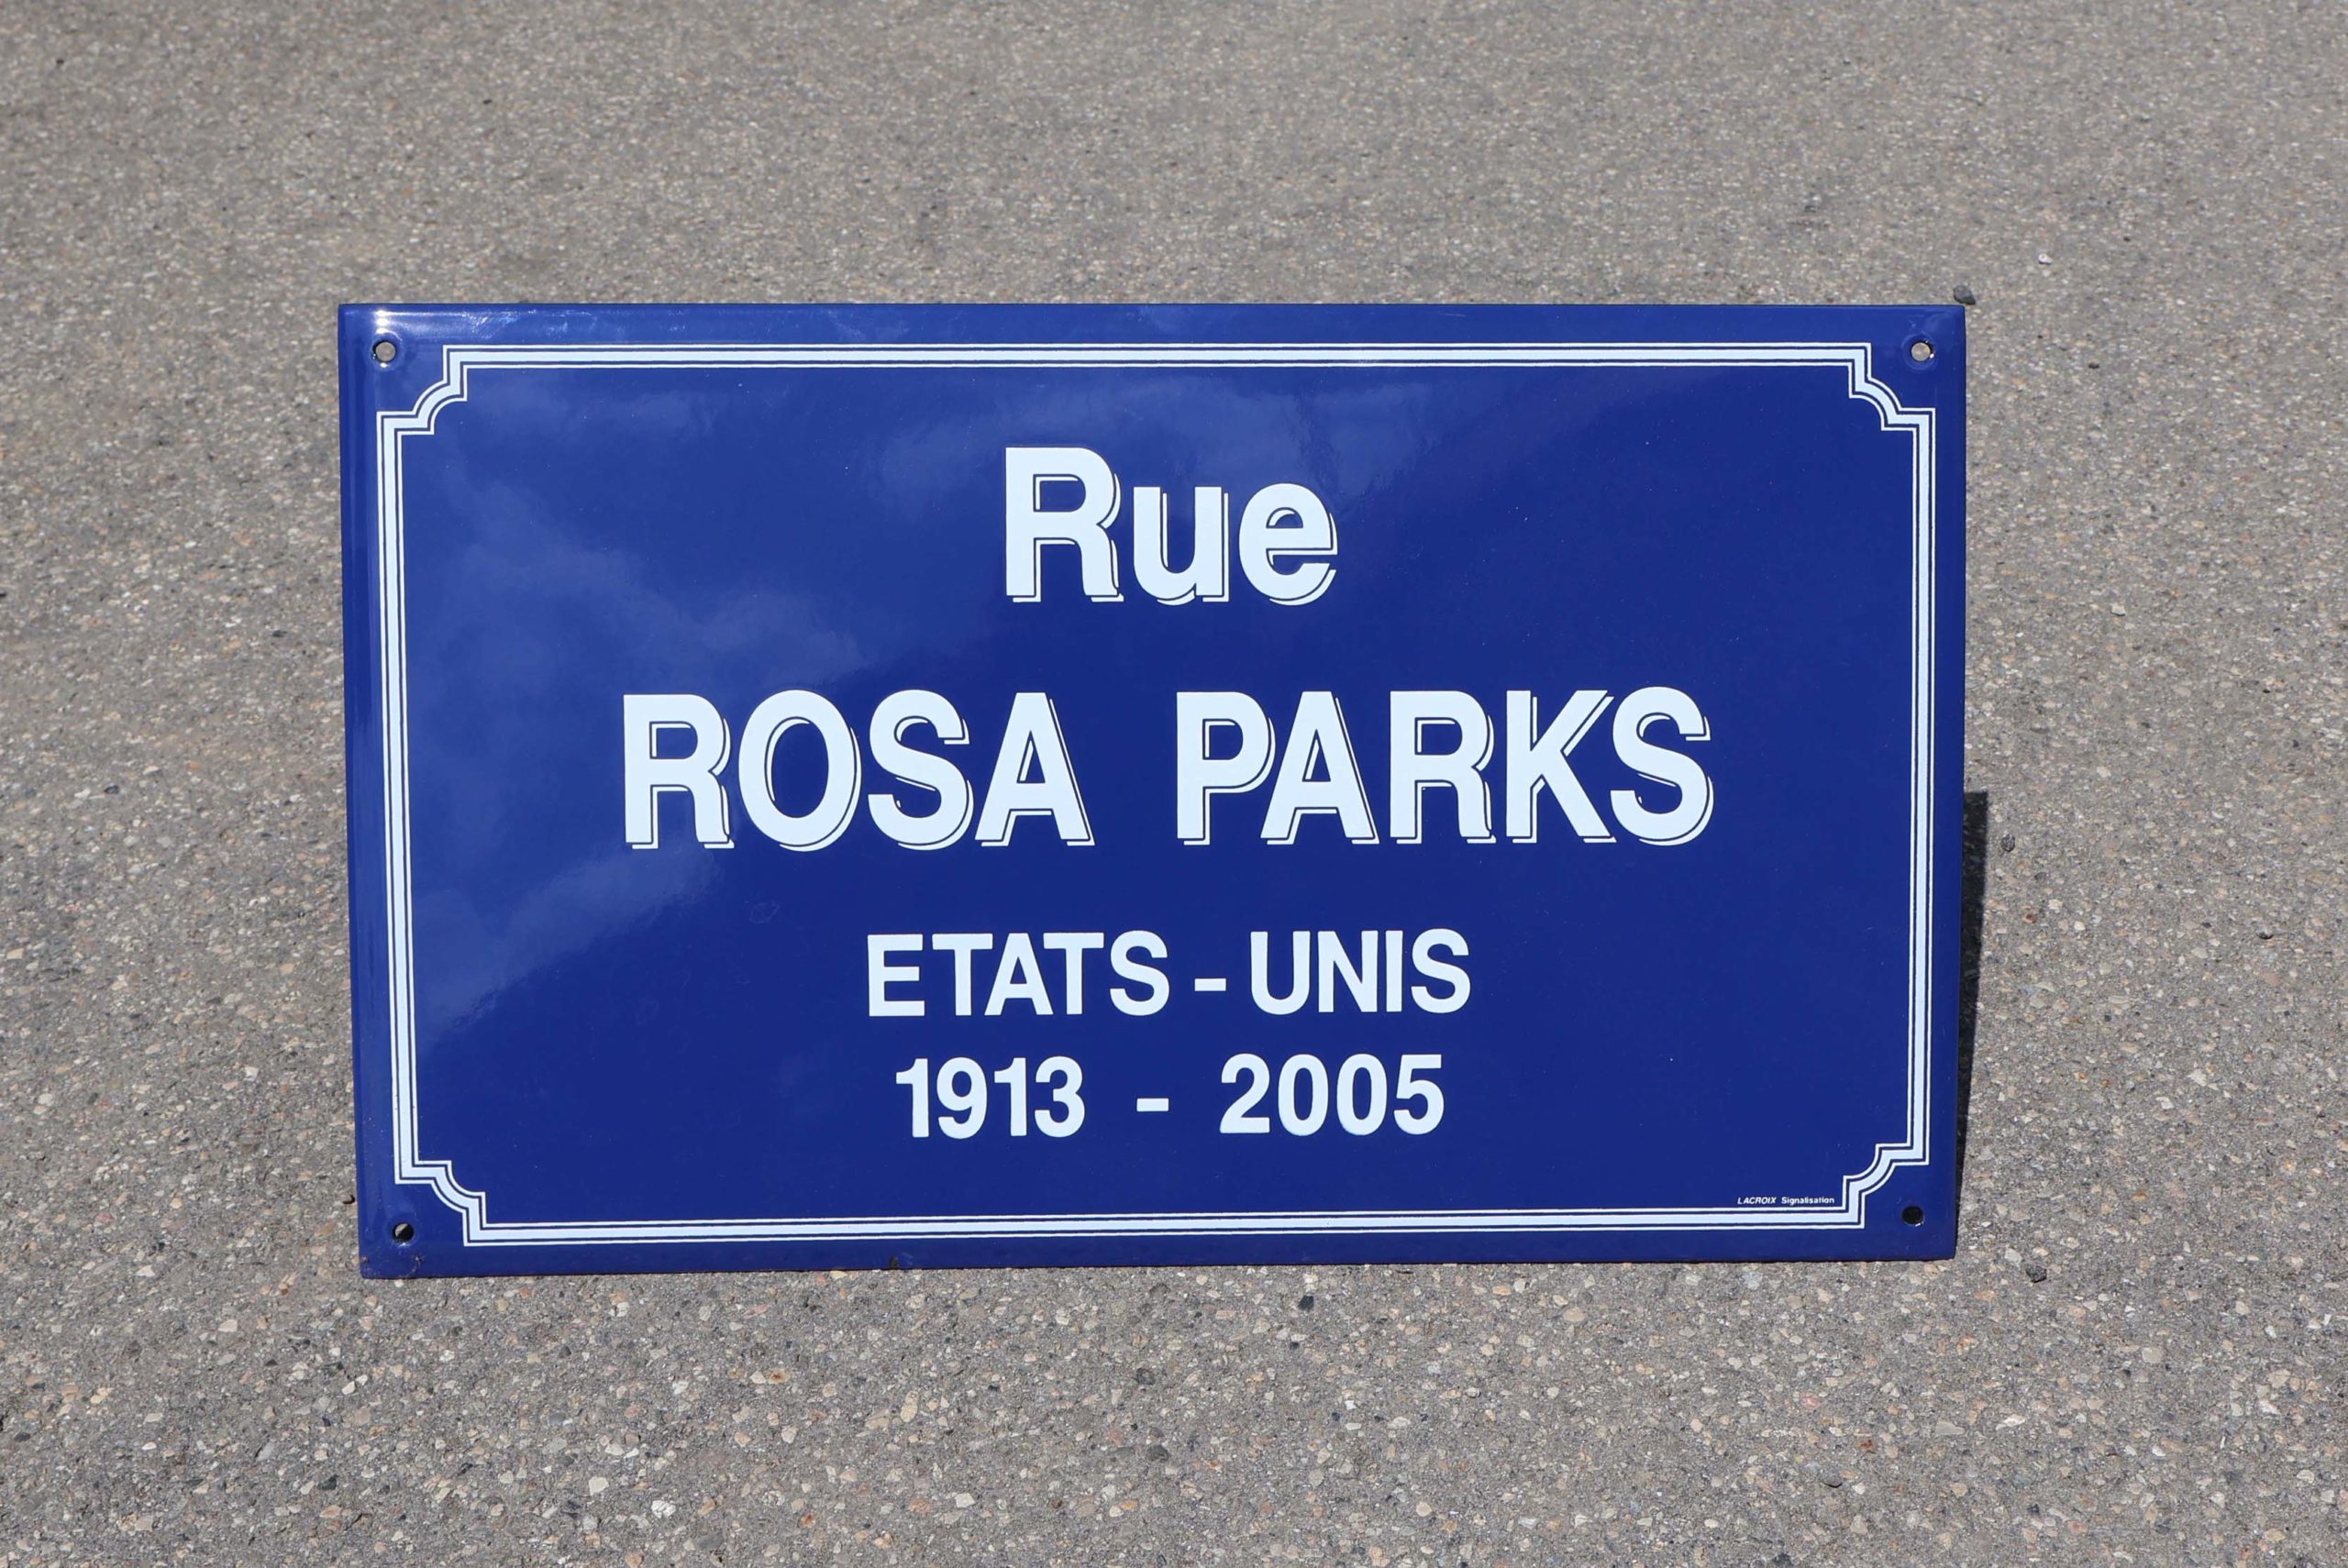 Rue
ROSA PARKS
ETATS - UNIS
1913 - 2005
LACROIX Signalisation